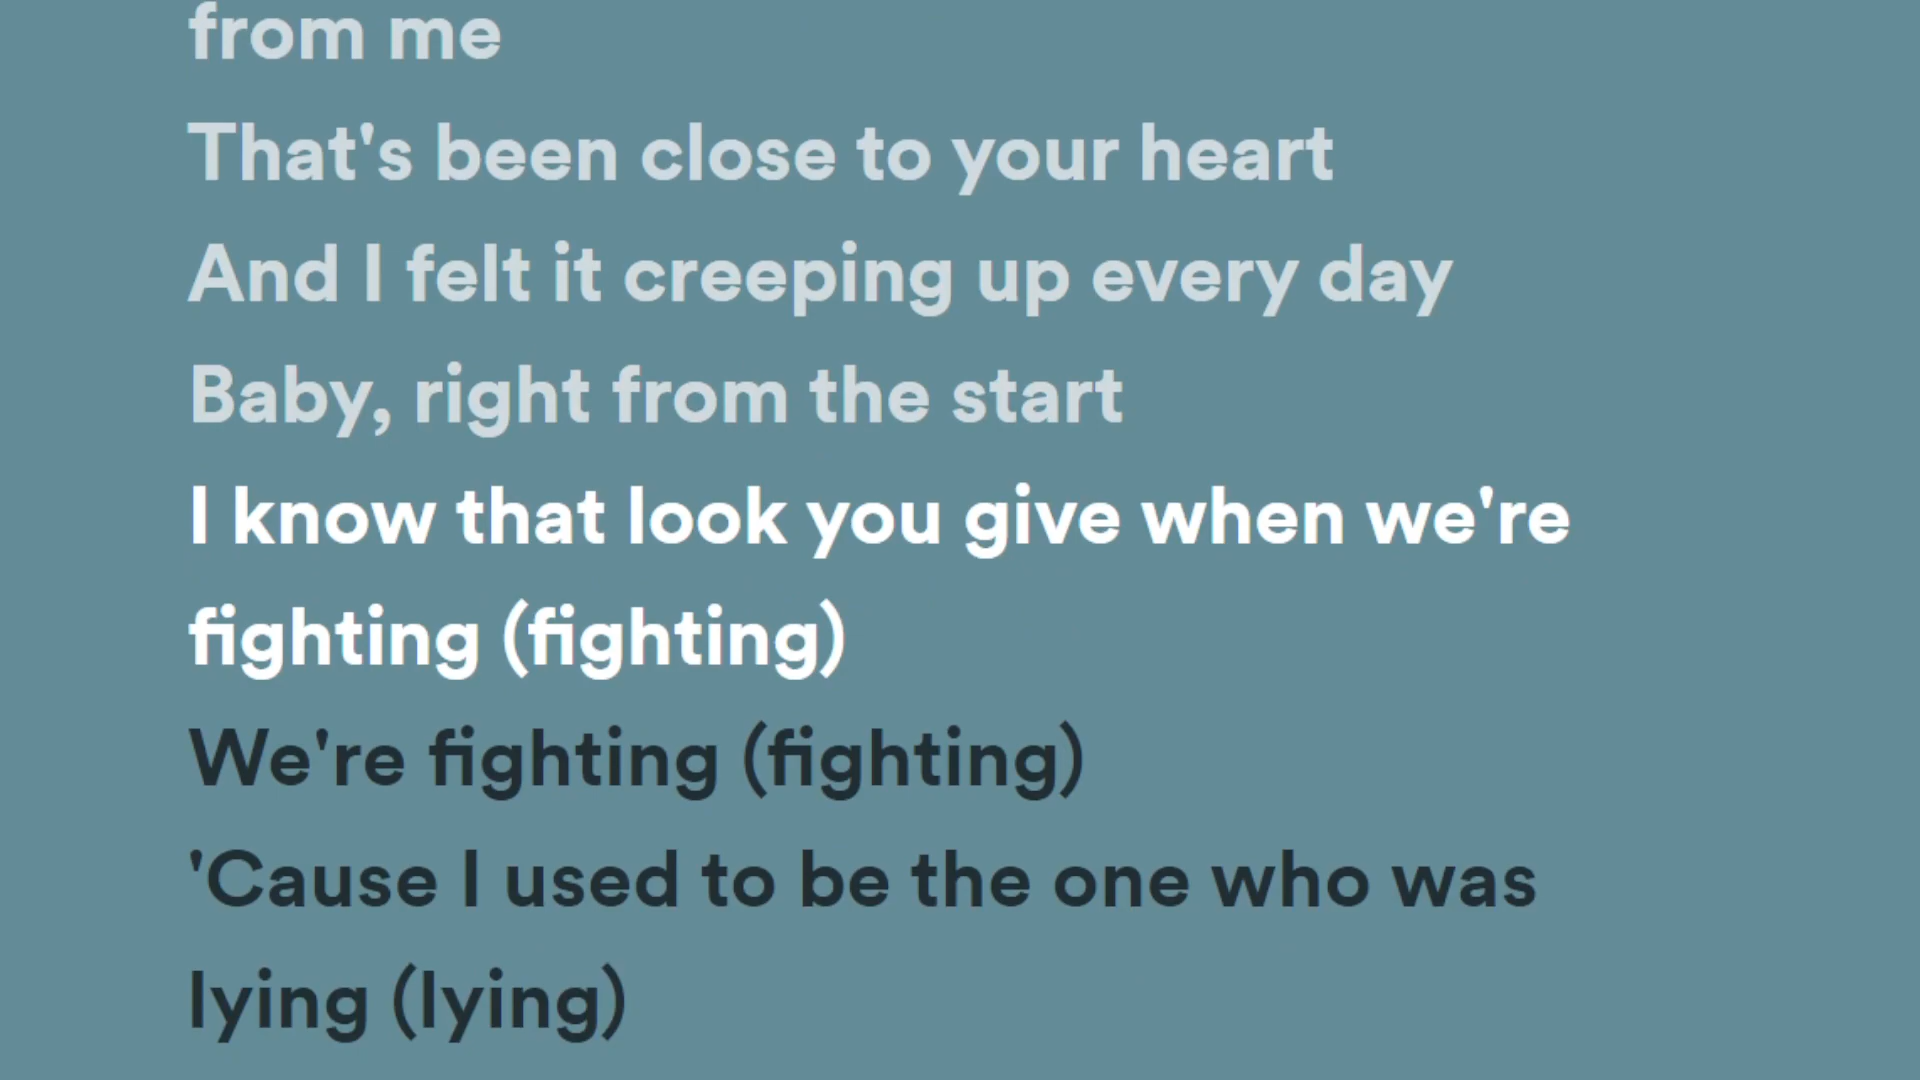 from me
That's been close to your heart
And I felt it creeping up every day
Baby, right from the start
I know that look you give when we're
fighting (fighting)
We're fighting (fighting)
'Cause I used to be the one who was
lying (lying)